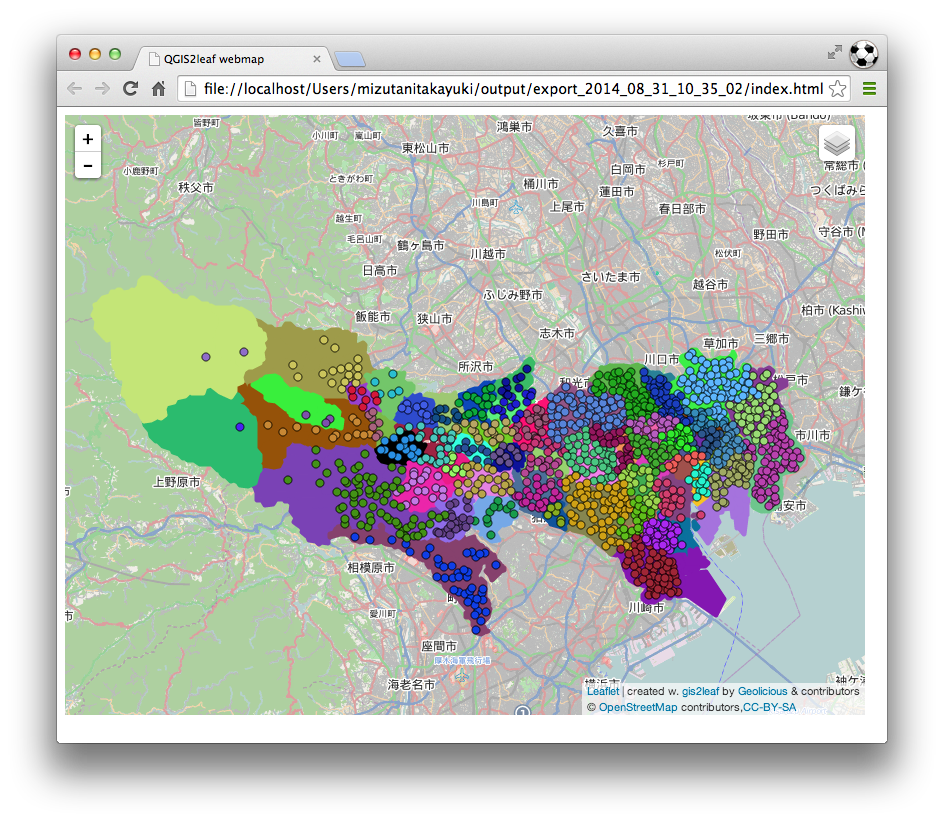 QGIS2leaf webmap
file://localhost/Users/mizutanitakayuki/output/export_2014_08_31_10_35_02/index.html
+
−
皆野町
小川町
嵐山町
鴻巣市
久喜市
東松山市
小鹿野町
秩父市
ときがわ町
桶川市
白岡市
杉戸町
常総市 (
蓮田市
つくばみら
川島町
上尾市
春日部市
越生町
毛呂山町
鶴ヶ島市
川越市
野田市
守谷市 (M
松伏町
日高市
さいたま市
越谷市
ふじみ野市
柏市 (Kashiw
飯能市
狭山市
志木市
草加市
三郷市
所沢市
川口市
和光市
松戸市
鎌ケ
市川市
上野原市
浦安市
相模原市
町
愛川町
川崎市
市
座間市
厚木海軍飛行場
海老名市
横浜市
袖ケ浦
1
Leaflet | created w. gis2leaf by Geolicious & contributors
© OpenStreetMap contributors,CC-BY-SA